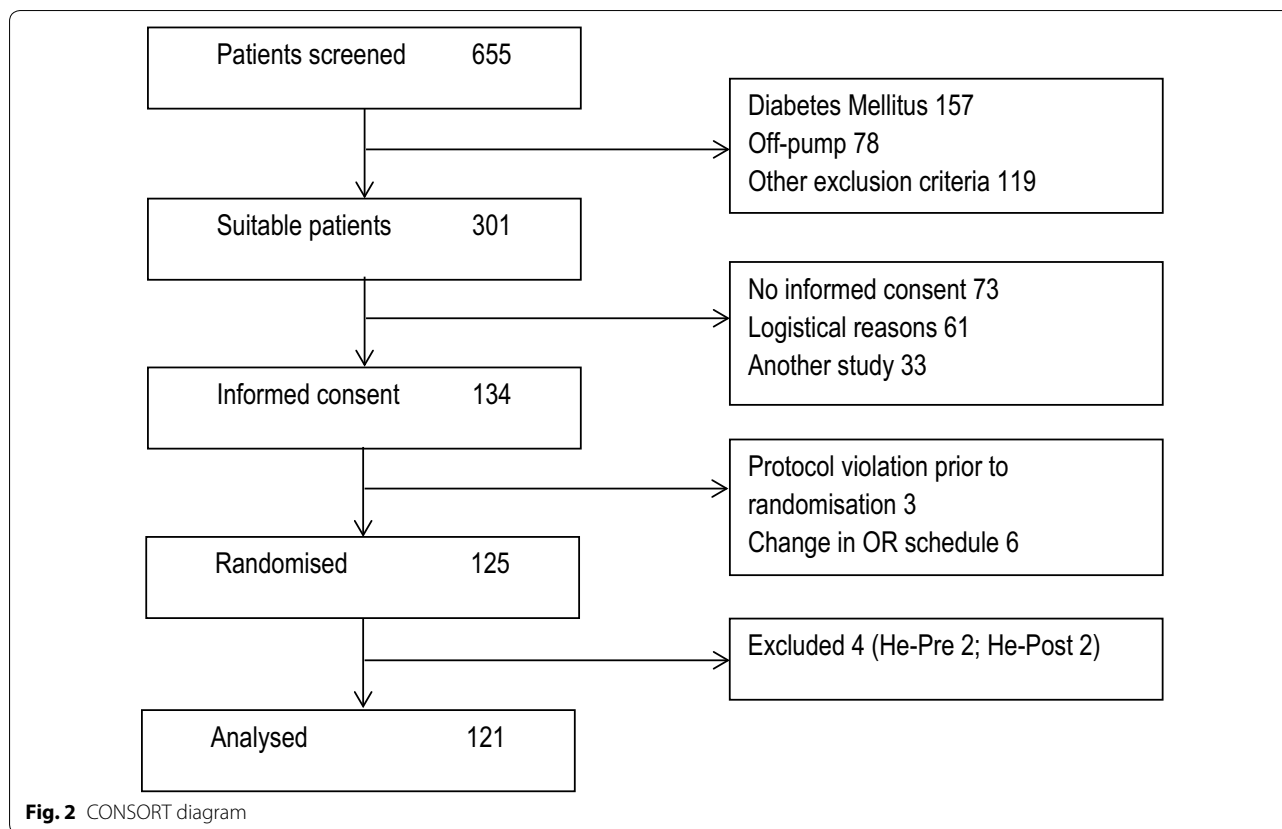 Patients screened 655
Diabetes Mellitus 157
Off-pump 78
Other exclusion criteria 119
Suitable patients 301
No informed consent 73
Logistical reasons 61
Another study 33
Informed consent 134
Protocol violation prior to
randomisation 3
Change in OR schedule 6
Randomised 125
Excluded 4 (He-Pre 2; He-Post 2)
Analysed 121
Fig. 2 CONSORT diagram